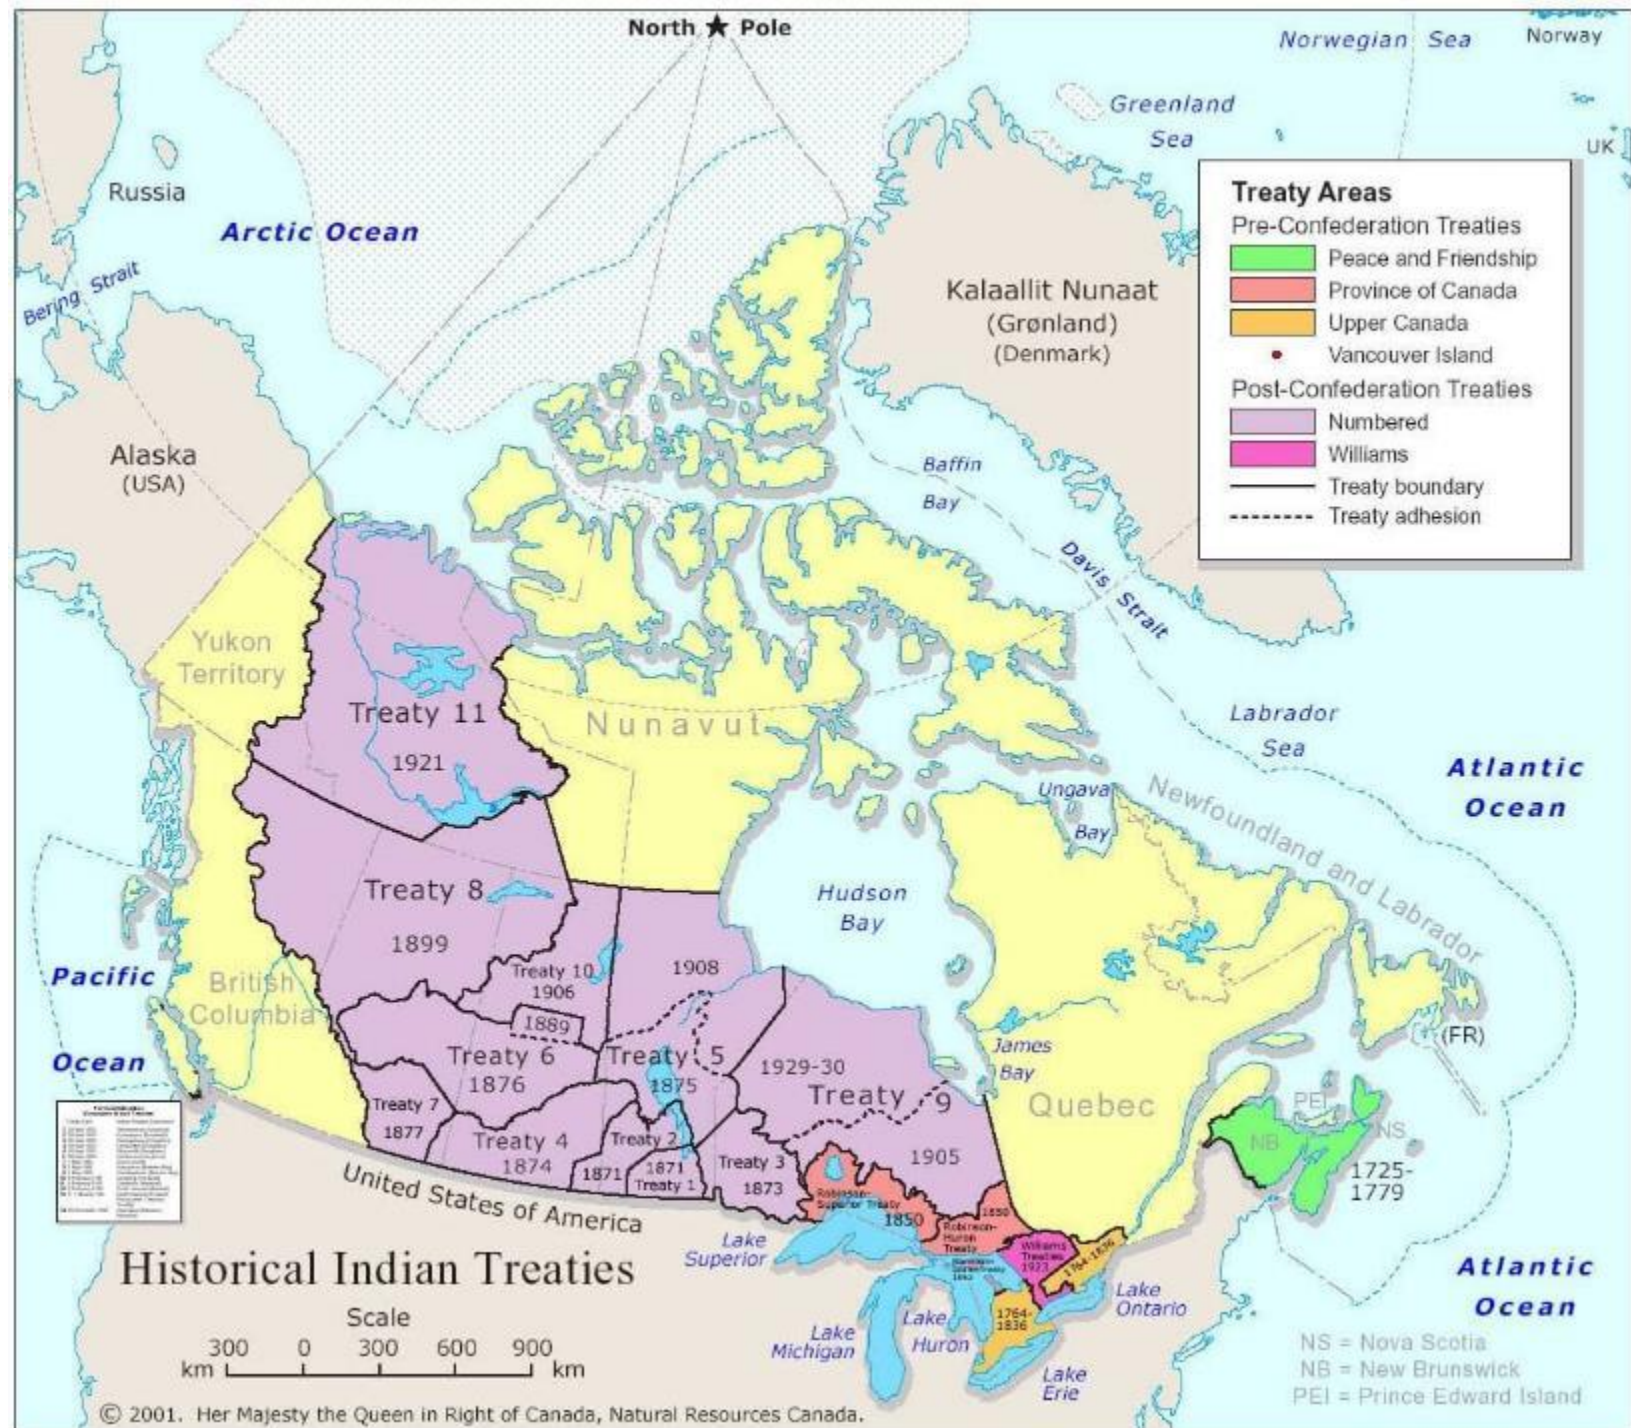 North ★ Pole
Norwegian Sea
Norway
Greenland
Sea
UK
Russia
Arctic Ocean
Bering Strait
Treaty Areas
Pre-Confederation Treaties
Peace and Friendship
Province of Canada
Upper Canada
Vancouver Island
Post-Confederation Treaties
Numbered
Williams
Treaty boundary
Treaty adhesion
Kalaallit Nunaat
(Grønland)
(Denmark)
Alaska
(USA)
Baffin
Bay
Davis Strait
Yukon
Territory
Nunavut
Labrador
Sea
Treaty 11
1921
Atlantic
Ocean
Ungava
Bay
Newfoundland and Labrador
Treaty 8
1899
Hudson
Bay
Pacific
Ocean
British
Columbia
Treaty 10
1906
1908
1889
Treaty 6
1876
Treaty 5
1875
1929-30
Treaty 9
1905
James
Bay
Quebec
(FR)
PEI
NB
NS
1725-
1779
Treaty 7
1877
Treaty 4
1874
Treaty 2
1871
1871
Treaty 1
Treaty 3
1873
United States of America
Robinson-
Superior Treaty
1850
1850
Robinson-
Huron
Treaty
Williams
Treaties
1923
1764-1836
1764-
1836
Lake
Superior
Lake
Michigan
Lake
Huron
Lake
Ontario
Lake
Erie
Historical Indian Treaties
Scale
300 0 300 600 900
km km
Atlantic
Ocean
NS = Nova Scotia
NB = New Brunswick
PEI = Prince Edward Island
© 2001. Her Majesty the Queen in Right of Canada, Natural Resources Canada.